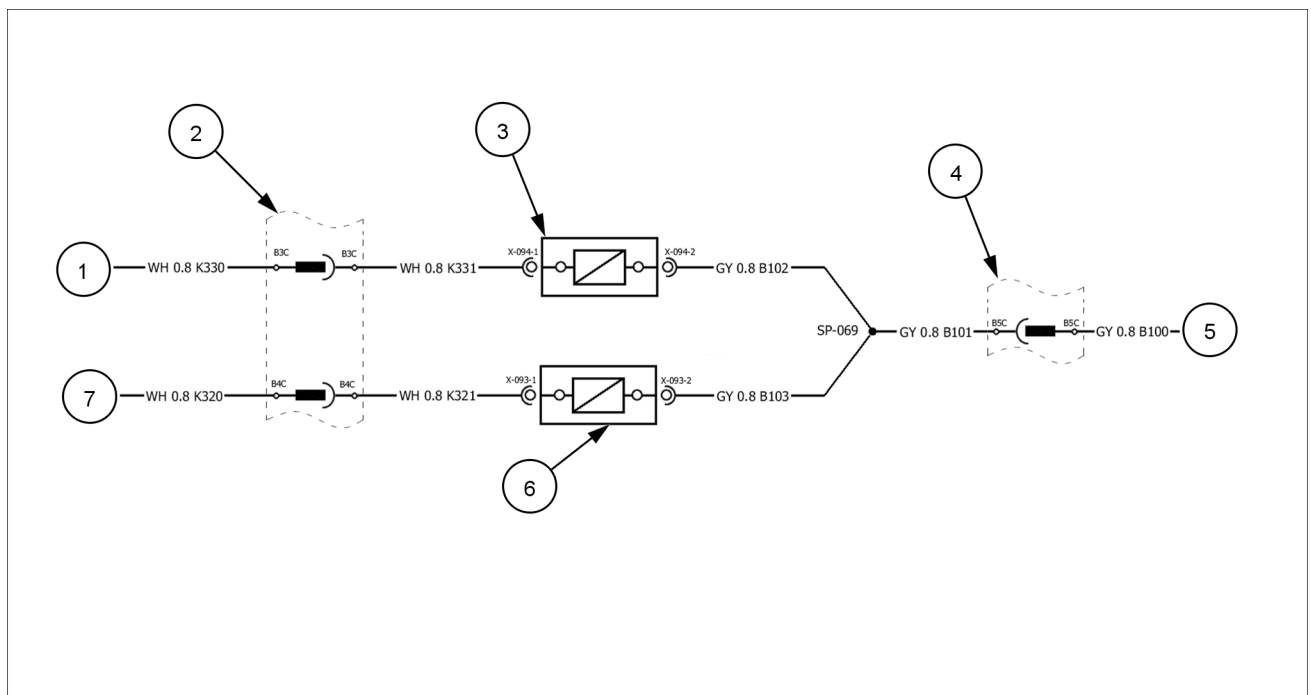 2
3
4
B3C
B3C
X-094-1
X-094-2
1
WH 0.8 K330
WH 0.8 K331
GY 0.8 B102
SP-069
GY 0.8 B101
B5C
B5C
GY 0.8 B100
5
B4C
B4C
X-093-1
X-093-2
7
WH 0.8 K320
WH 0.8 K321
GY 0.8 B103
6